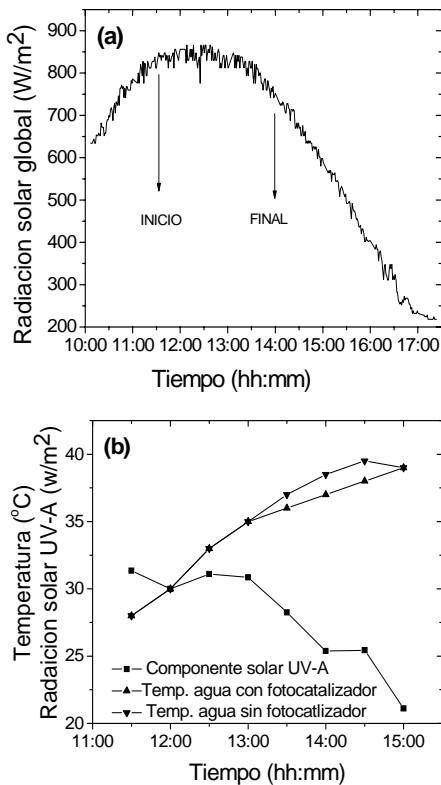 (a)
Radiacion solar global (W/m2)
900
800
700
600
500
400
300
200
INICIO
FINAL
10:00 11:00 12:00 13:00 14:00 15:00 16:00 17:00
Tiempo (hh:mm)
(b)
Temperatura (°C)
Radaicion solar UV-A (w/m2)
40
35
30
25
20
Componente solar UV-A
Temp. agua con fotocatalizador
Temp. agua sin fotocatlizador
11:00 12:00 13:00 14:00 15:00
Tiempo (hh:mm)